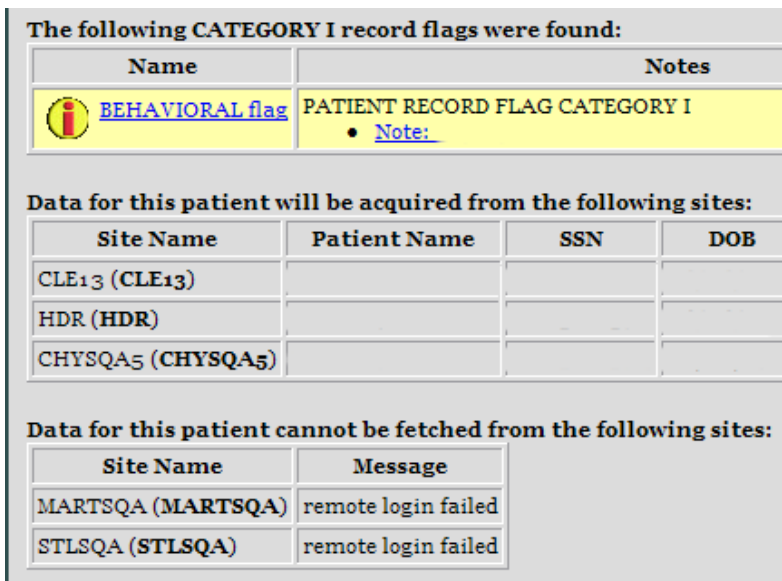 The following CATEGORY I record flags were found:
Name Notes
BEHAVIORAL flag PATIENT RECORD FLAG CATEGORY I
• Note:
Data for this patient will be acquired from the following sites:
Site Name Patient Name SSN DOB
CLE13 (CLE13)
HDR (HDR)
CHYSQA5 (CHYSQA5)
Data for this patient cannot be fetched from the following sites:
Site Name Message
MARTSQA (MARTSQA) remote login failed
STLSQA (STLSQA) remote login failed